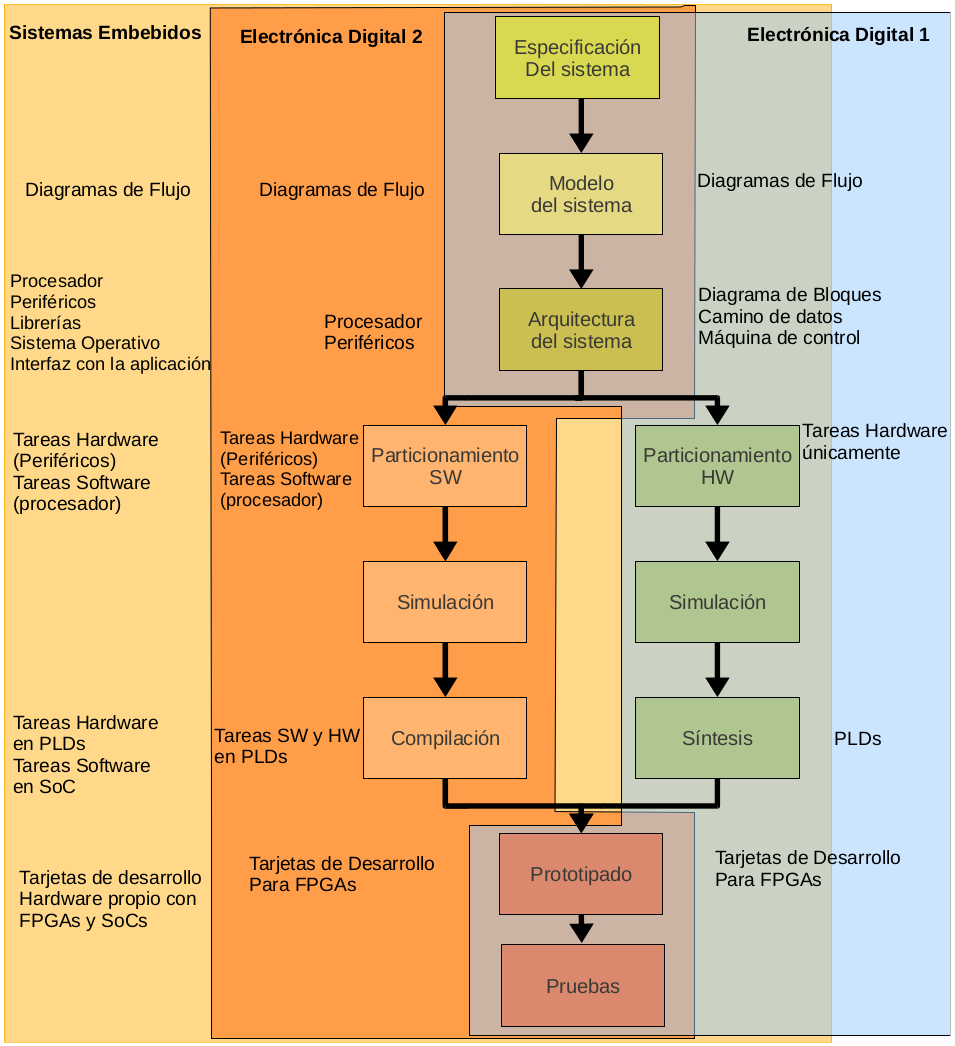 Sistemas Embebidos
Electrónica Digital 2
Electrónica Digital 1
Especificación
Del sistema
Diagramas de Flujo
Diagramas de Flujo
Modelo
del sistema
Diagramas de Flujo
Procesador
Periféricos
Librerías
Sistema Operativo
Interfaz con la aplicación
Procesador
Periféricos
Arquitectura
del sistema
Diagrama de Bloques
Camino de datos
Máquina de control
Tareas Hardware
(Periféricos)
Tareas Software
(procesador)
Tareas Hardware
(Periféricos)
Tareas Software
(procesador)
Particionamiento
SW
Particionamiento
HW
Tareas Hardware
únicamente
Simulación
Simulación
Tareas Hardware
en PLDs
Tareas Software
en SoC
Tareas SW y HW
en PLDs
Compilación
Síntesis
PLDs
Tarjetas de desarrollo
Hardware propio con
FPGAs y SoCs
Tarjetas de Desarrollo
Para FPGAs
Prototipado
Tarjetas de Desarrollo
Para FPGAs
Pruebas